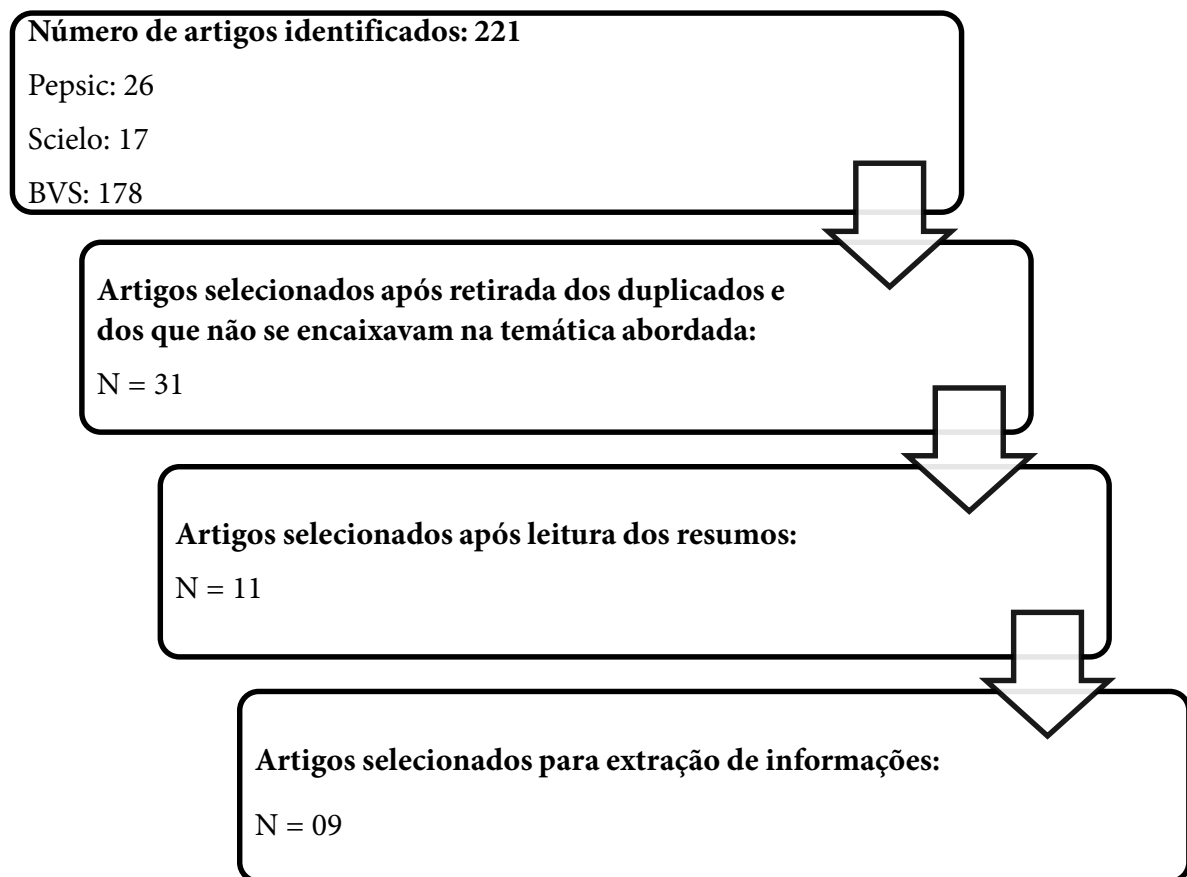 Número de artigos identificados: 221
Pepsic: 26
Scielo: 17
BVS: 178
Artigos selecionados após retirada dos duplicados e
dos que não se encaixavam na temática abordada:
N = 31
Artigos selecionados após leitura dos resumos:
N = 11
Artigos selecionados para extração de informações:
N = 09